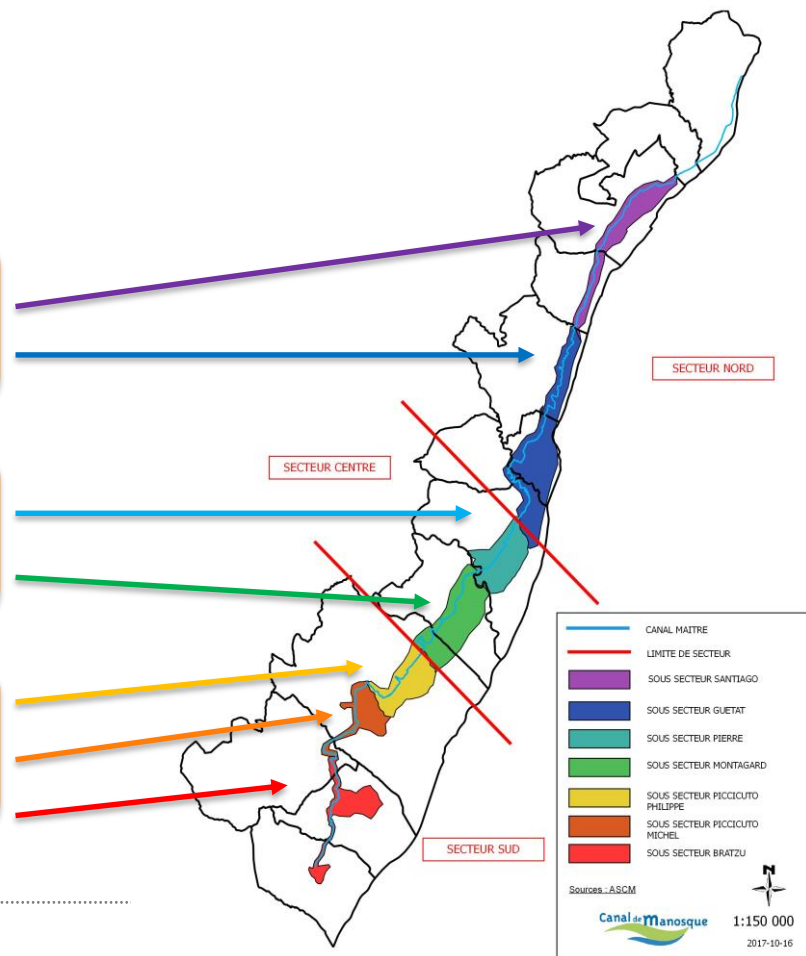 SECTEUR NORD
SECTEUR CENTRE
SECTEUR SUD
CANAL MAITRE
LIMITE DE SECTEUR
SOUS SECTEUR SANTIAGO
SOUS SECTEUR GUETAT
SOUS SECTEUR PIERRE
SOUS SECTEUR MONTAGARD
SOUS SECTEUR PICCICUTO
PHILIPPE
SOUS SECTEUR PICCICUTO
MICHEL
SOUS SECTEUR BRATZU
Sources : ASCM
N
Canal de Manosque
1:150 000
2017-10-16